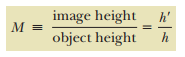 M ≡ image height / object height = h′ / h